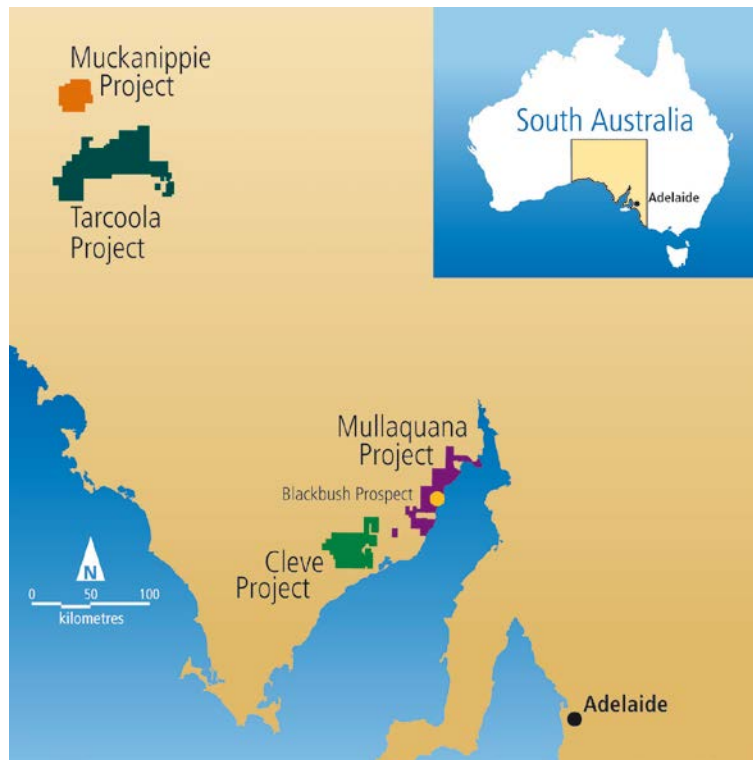 Muckanippie
Project
Tarcoola
Project
South Australia
Adelaide
Mullaquana
Project
Blackbush Prospect
Cleve
Project
N
0 50 100
kilometres
Adelaide